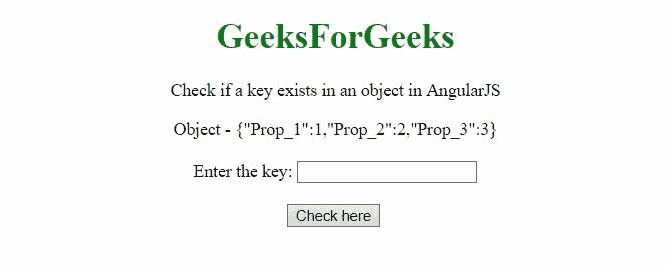 GeeksForGeeks
Check if a key exists in an object in AngularJS
Object - {"Prop_1":1,"Prop_2":2,"Prop_3":3}
Enter the key:
Check here